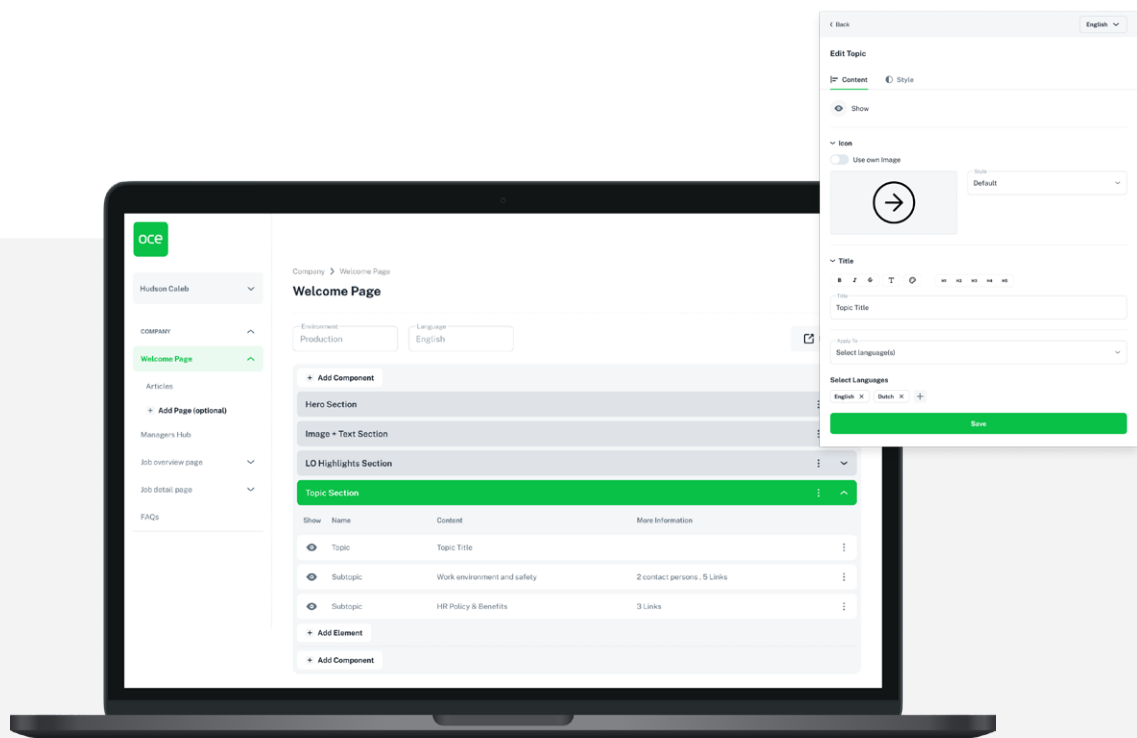 Back
English
Edit Topic
Content
Style
Show
Icon
Use own Image
Style
Default
Title
B I S T H1 H2 H3 H4 H5
Title
Topic Title
Apply To
Select language(s)
Select Languages
English
Dutch
Save
oce
Hudson Caleb
COMPANY
Welcome Page
Articles
+ Add Page (optional)
Managers Hub
Job overview page
Job detail page
FAQs
Company > Welcome Page
Welcome Page
Environment
Production
Language
English
+ Add Component
Hero Section
Image + Text Section
LO Highlights Section
Topic Section
Show Name Content More Information
Topic Topic Title
Subtopic Work environment and safety 2 contact persons , 5 Links
Subtopic HR Policy & Benefits 3 Links
+ Add Element
+ Add Component